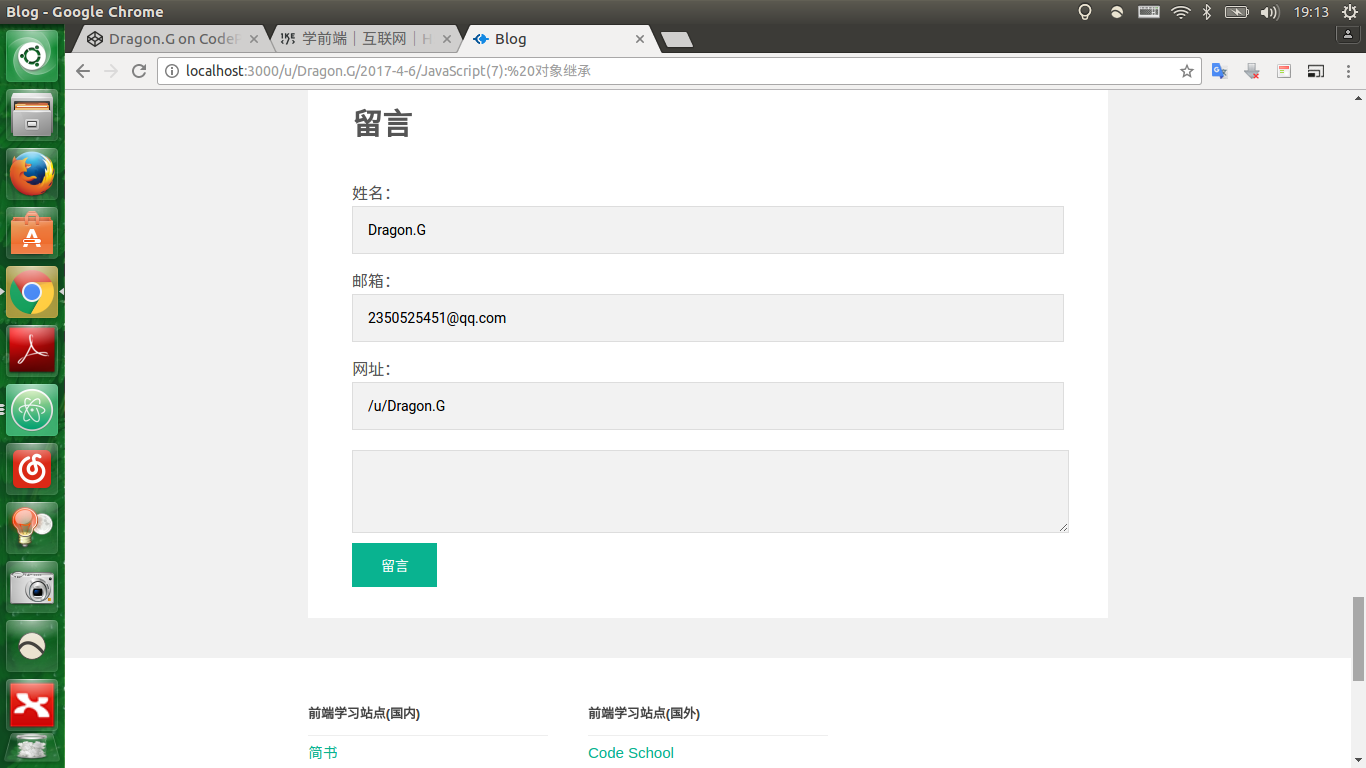 Blog - Google Chrome
19:13
Dragon.G on CodeP
学前端｜互联网｜H
Blog
localhost:3000/u/Dragon.G/2017-4-6/JavaScript(7):%20对象继承
留言
姓名：
Dragon.G
邮箱：
2350525451@qq.com
网址：
/u/Dragon.G
留言
前端学习站点(国内)
前端学习站点(国外)
简书
Code School